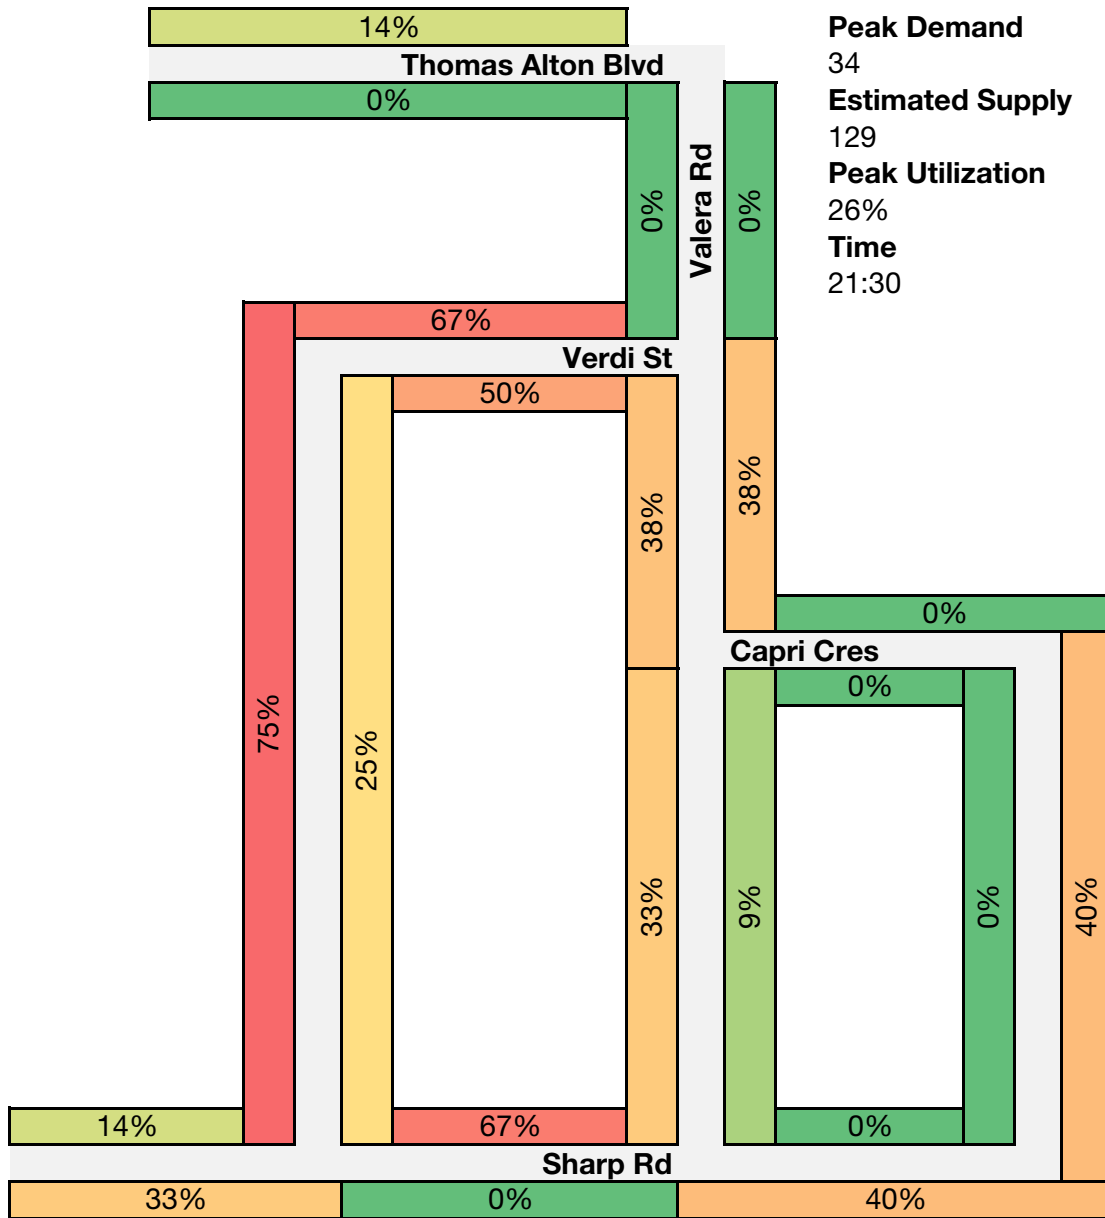 14%
Thomas Alton Blvd
0%
Peak Demand
34
Estimated Supply
129
Peak Utilization
26%
Time
21:30
0%
Valera Rd
0%
67%
Verdi St
50%
38%
38%
0%
Capri Cres
0%
75%
25%
33%
9%
0%
40%
14%
67%
0%
Sharp Rd
33%
0%
40%